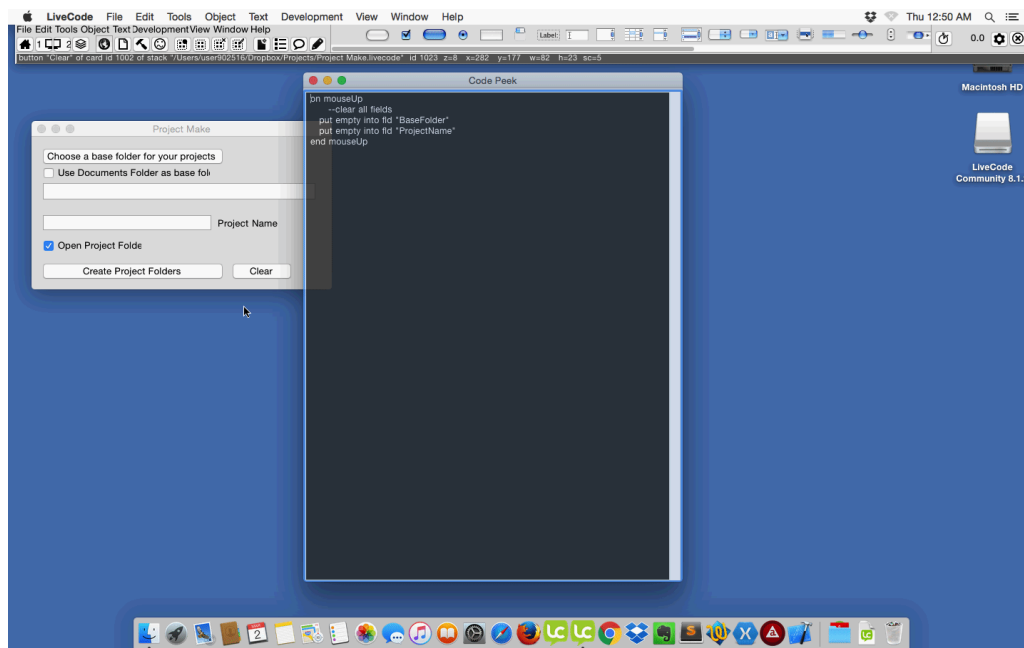 LiveCode File Edit Tools Object Text Development View Window Help Thu 12:50 AM
File Edit Tools Object Text Development View Window Help
1 2 Label: 0.0
button "Clear" of card id 1002 of stack "/Users/user902516/Dropbox/Projects/Project Make.livecode" id 1023 z=8 x=282 y=177 w=82 h=23 sc=5
Code Peek
on mouseUp
--clear all fields
put empty into fld "BaseFolder"
put empty into fld "ProjectName"
end mouseUp
Project Make
Choose a base folder for your projects
Use Documents Folder as base fol
Project Name
Open Project Folde
Create Project Folders Clear
Macintosh HD
LiveCode
Community 8.1.
2
LC LC